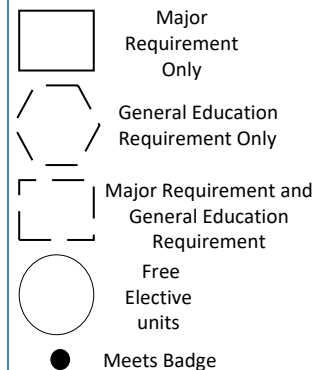 Major
Requirement
Only
General Education
Requirement Only
Major Requirement and
General Education
Requirement
Free
Elective
units
Meets Badge